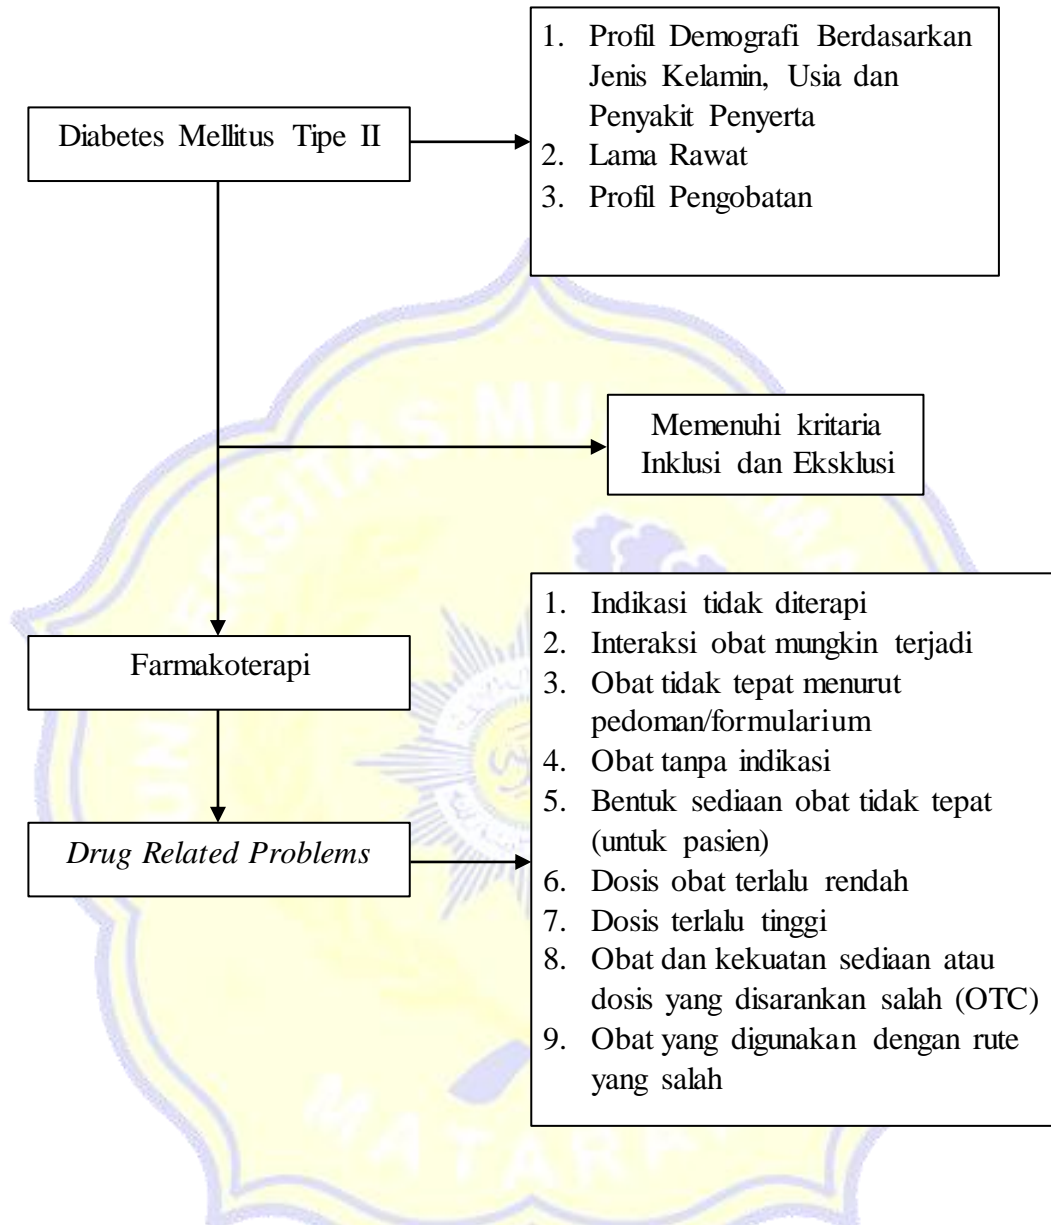 1. Profil Demografi Berdasarkan
Jenis Kelamin, Usia dan
Penyakit Penyerta
2. Lama Rawat
3. Profil Pengobatan
Diabetes Mellitus Tipe II
Memenuhi kritaria
Inklusi dan Eksklusi
Farmakoterapi
Drug Related Problems
1. Indikasi tidak diterapi
2. Interaksi obat mungkin terjadi
3. Obat tidak tepat menurut
pedoman/formularium
4. Obat tanpa indikasi
5. Bentuk sediaan obat tidak tepat
(untuk pasien)
6. Dosis obat terlalu rendah
7. Dosis terlalu tinggi
8. Obat dan kekuatan sediaan atau
dosis yang disarankan salah (OTC)
9. Obat yang digunakan dengan rute
yang salah